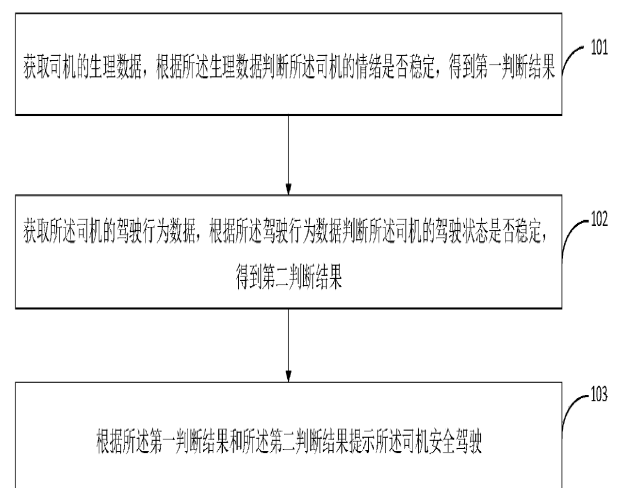 获取司机的生理数据，根据所述生理数据判断所述司机的情绪是否稳定，得到第一判断结果
101
获取所述司机的驾驶行为数据，根据所述驾驶行为数据判断所述司机的驾驶状态是否稳定，
得到第二判断结果
102
根据所述第一判断结果和所述第二判断结果提示所述司机安全驾驶
103